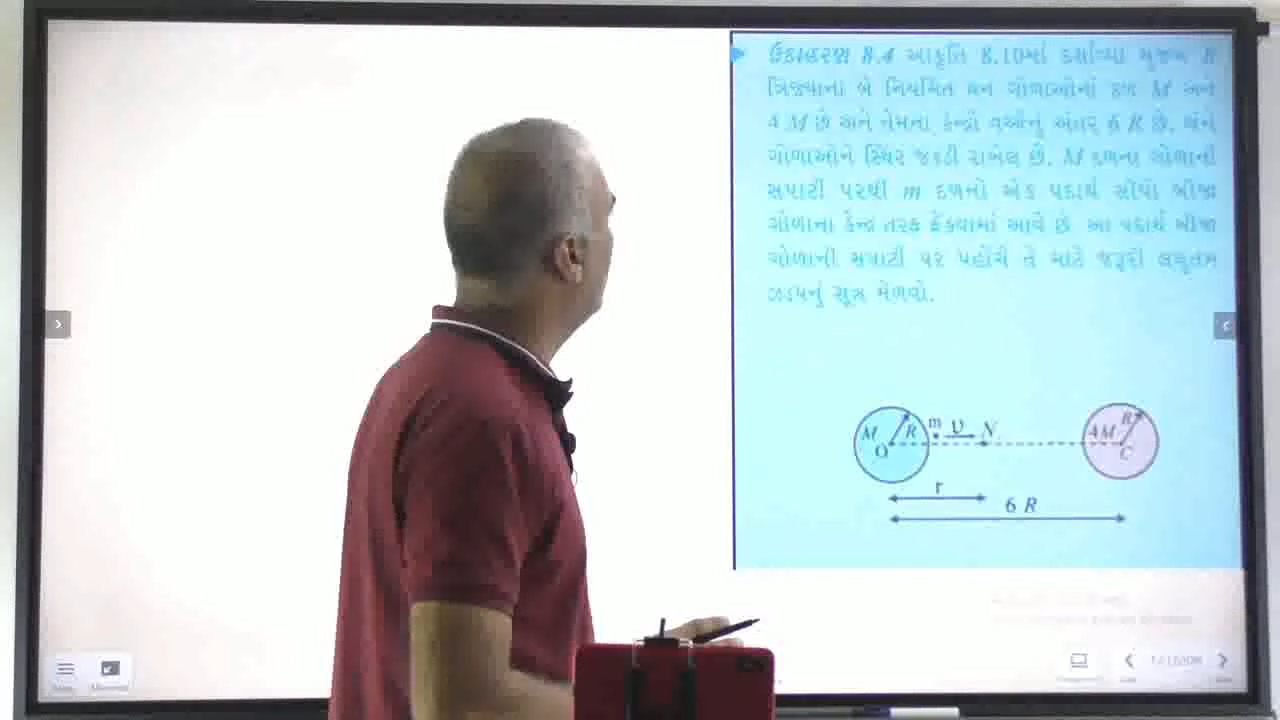 ઉદાહરણ 8.4 આકૃતિ 8.10માં દર્શાવ્યા મુજબ R
ત્રિજ્યાના બે નિયમિત ઘન ગોળાઓનાં દળ M અને
4 M છે અને તેમના કેન્દ્રો વચ્ચેનું અંતર 6 R છે. બંને
ગોળાઓને સ્થિર જકડી રાખેલ છે. M દળના ગોળાની
સપાટી પરથી m દળનો એક પદાર્થ સીધો બીજા
ગોળાના કેન્દ્ર તરફ ફેંકવામાં આવે છે. આ પદાર્થ બીજા
ગોળાની સપાટી પર પહોંચે તે માટે જરૂરી લઘુતમ
ઝડપનું સૂત્ર મેળવો.
M R O m υ N 4M R C
r
6 R